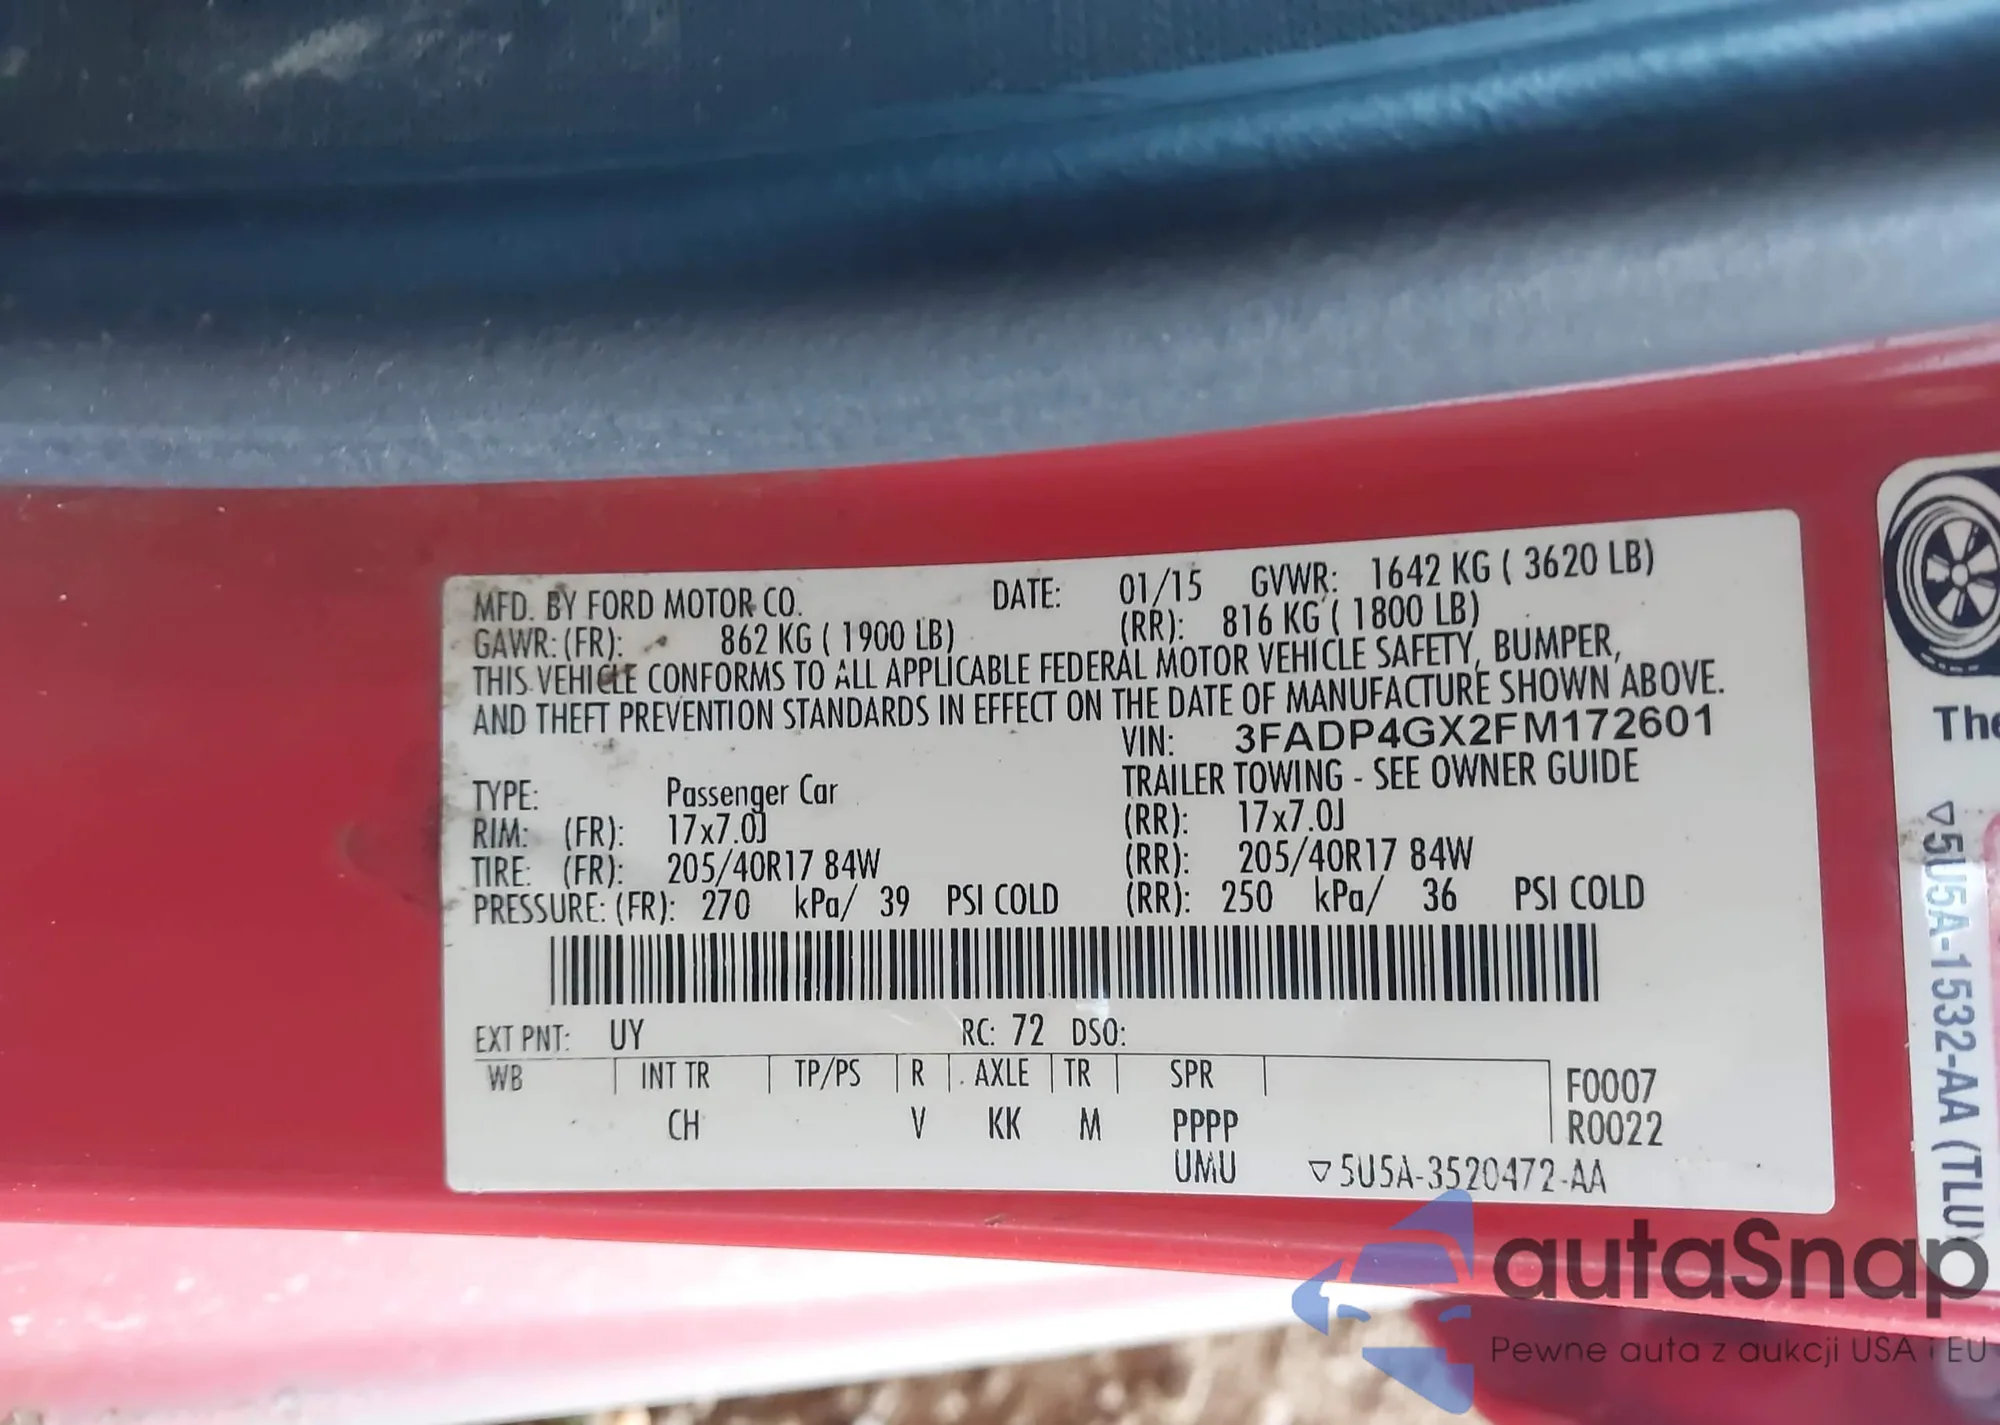 MFD. BY FORD MOTOR CO. DATE: 01/15 GVWR: 1642 KG ( 3620 LB)
GAWR: (FR): 862 KG ( 1900 LB) (RR): 816 KG ( 1800 LB)
THIS VEHICLE CONFORMS TO ALL APPLICABLE FEDERAL MOTOR VEHICLE SAFETY, BUMPER,
AND THEFT PREVENTION STANDARDS IN EFFECT ON THE DATE OF MANUFACTURE SHOWN ABOVE.
VIN: 3FADP4GX2FM172601
TYPE: Passenger Car TRAILER TOWING - SEE OWNER GUIDE
RIM: (FR): 17x7.0J (RR): 17x7.0J
TIRE: (FR): 205/40R17 84W (RR): 205/40R17 84W
PRESSURE: (FR): 270 kPa/ 39 PSI COLD (RR): 250 kPa/ 36 PSI COLD
EXT PNT: UY RC: 72 DSO:
WB INT TR TP/PS R AXLE TR SPR F0007
CH V KK M PPPP R0022
UMU ▽5U5A-3520472-AA
The
▽5U5A-1532-AA (TLU)
autaSnap
Pewne auta z aukcji USA i EU